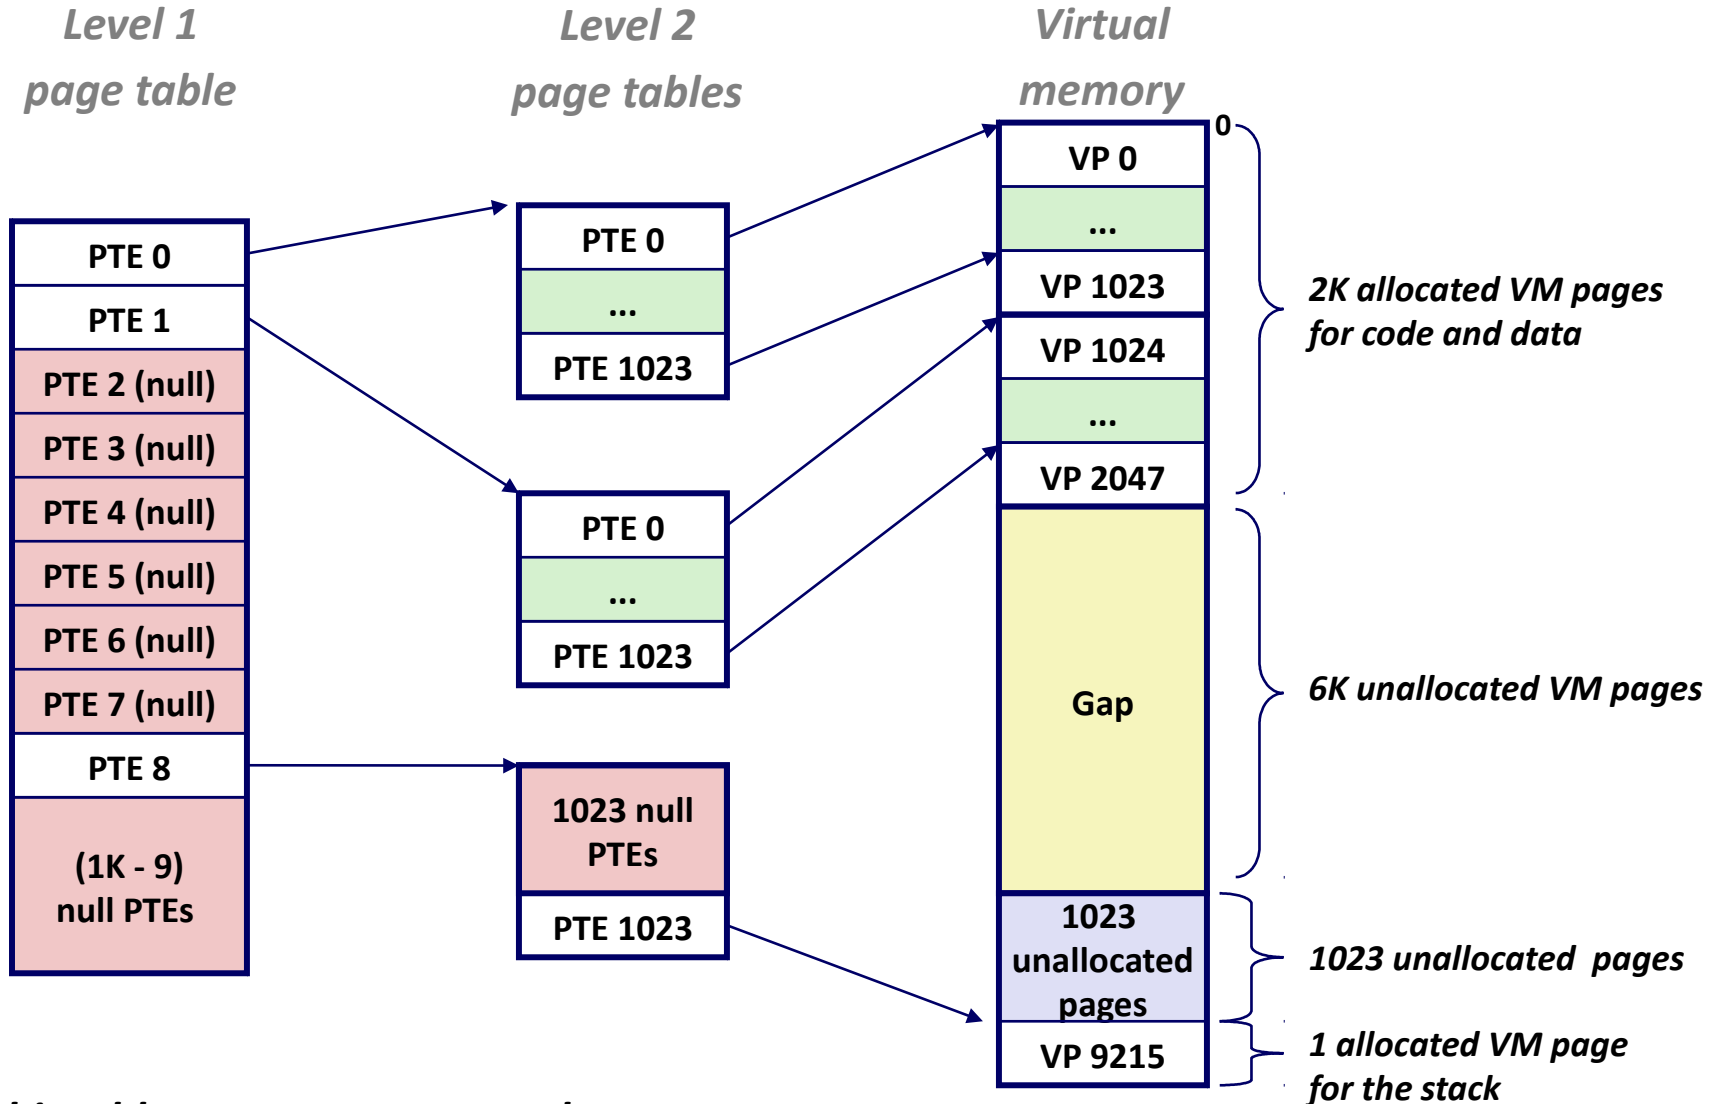 Level 1
page table
PTE 0
PTE 1
PTE 2 (null)
PTE 3 (null)
PTE 4 (null)
PTE 5 (null)
PTE 6 (null)
PTE 7 (null)
PTE 8
(1K - 9)
null PTEs
Level 2
page tables
PTE 0
...
PTE 1023
PTE 0
...
PTE 1023
1023 null
PTEs
PTE 1023
Virtual
memory
0
VP 0
...
VP 1023
VP 1024
...
VP 2047
Gap
1023
unallocated
pages
VP 9215
2K allocated VM pages
for code and data
6K unallocated VM pages
1023 unallocated pages
1 allocated VM page
for the stack